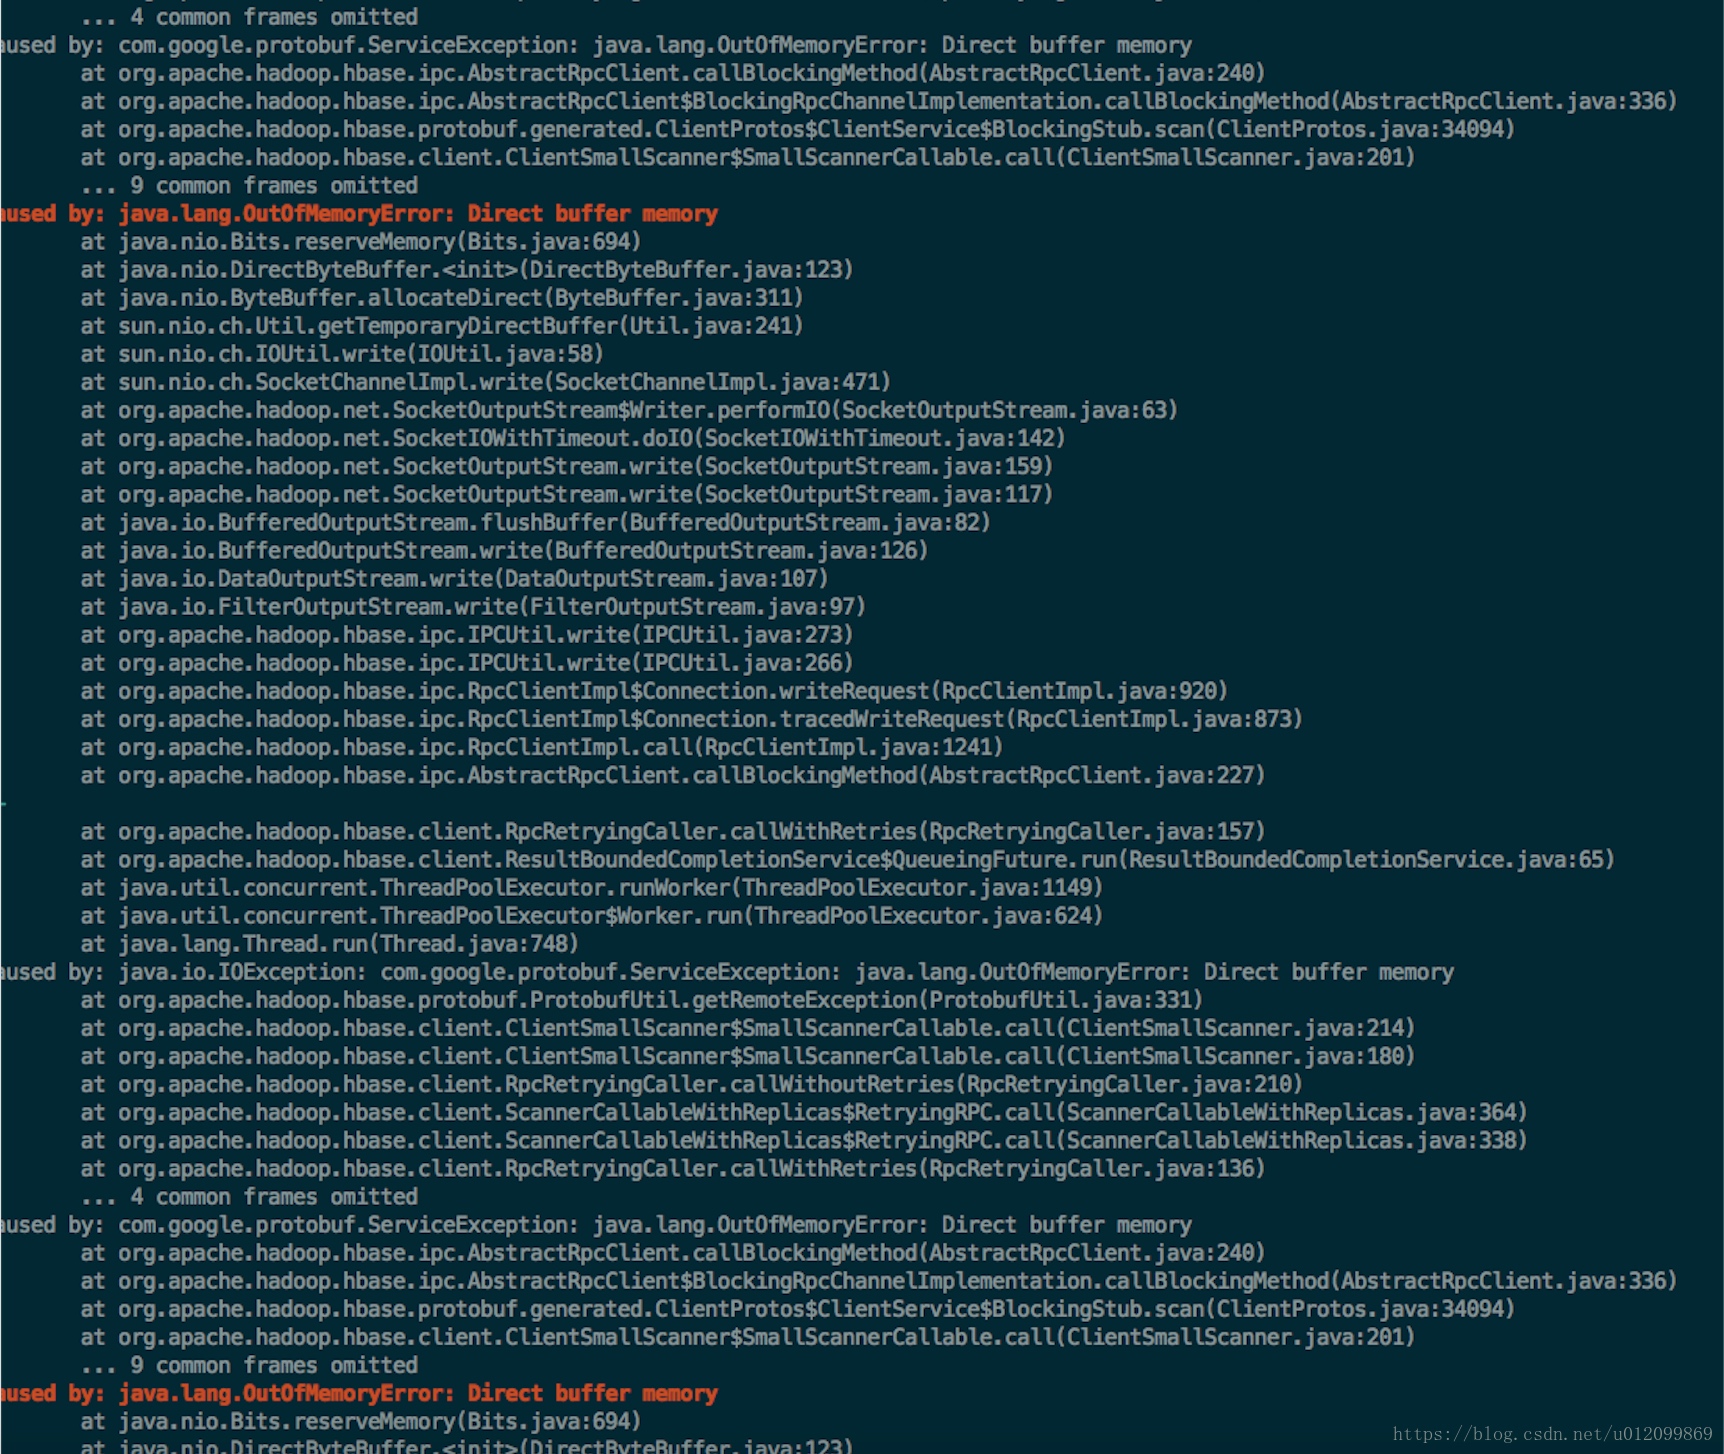 ... 4 common frames omitted
aused by: com.google.protobuf.ServiceException: java.lang.OutOfMemoryError: Direct buffer memory
at org.apache.hadoop.hbase.ipc.AbstractRpcClient.callBlockingMethod(AbstractRpcClient.java:240)
at org.apache.hadoop.hbase.ipc.AbstractRpcClient$BlockingRpcChannelImplementation.callBlockingMethod(AbstractRpcClient.java:336)
at org.apache.hadoop.hbase.protobuf.generated.ClientProtos$ClientService$BlockingStub.scan(ClientProtos.java:34094)
at org.apache.hadoop.hbase.client.ClientSmallScanner$SmallScannerCallable.call(ClientSmallScanner.java:201)
... 9 common frames omitted
aused by: java.lang.OutOfMemoryError: Direct buffer memory
at java.nio.Bits.reserveMemory(Bits.java:694)
at java.nio.DirectByteBuffer.<init>(DirectByteBuffer.java:123)
at java.nio.ByteBuffer.allocateDirect(ByteBuffer.java:311)
at sun.nio.ch.Util.getTemporaryDirectBuffer(Util.java:241)
at sun.nio.ch.IOUtil.write(IOUtil.java:58)
at sun.nio.ch.SocketChannelImpl.write(SocketChannelImpl.java:471)
at org.apache.hadoop.net.SocketOutputStream$Writer.performIO(SocketOutputStream.java:63)
at org.apache.hadoop.net.SocketIOWithTimeout.doIO(SocketIOWithTimeout.java:142)
at org.apache.hadoop.net.SocketOutputStream.write(SocketOutputStream.java:159)
at org.apache.hadoop.net.SocketOutputStream.write(SocketOutputStream.java:117)
at java.io.BufferedOutputStream.flushBuffer(BufferedOutputStream.java:82)
at java.io.BufferedOutputStream.write(BufferedOutputStream.java:126)
at java.io.DataOutputStream.write(DataOutputStream.java:107)
at java.io.FilterOutputStream.write(FilterOutputStream.java:97)
at org.apache.hadoop.hbase.ipc.IPCUtil.write(IPCUtil.java:273)
at org.apache.hadoop.hbase.ipc.IPCUtil.write(IPCUtil.java:266)
at org.apache.hadoop.hbase.ipc.RpcClientImpl$Connection.writeRequest(RpcClientImpl.java:920)
at org.apache.hadoop.hbase.ipc.RpcClientImpl$Connection.tracedWriteRequest(RpcClientImpl.java:873)
at org.apache.hadoop.hbase.ipc.RpcClientImpl.call(RpcClientImpl.java:1241)
at org.apache.hadoop.hbase.ipc.AbstractRpcClient.callBlockingMethod(AbstractRpcClient.java:227)
at org.apache.hadoop.hbase.client.RpcRetryingCaller.callWithRetries(RpcRetryingCaller.java:157)
at org.apache.hadoop.hbase.client.ResultBoundedCompletionService$QueueingFuture.run(ResultBoundedCompletionService.java:65)
at java.util.concurrent.ThreadPoolExecutor.runWorker(ThreadPoolExecutor.java:1149)
at java.util.concurrent.ThreadPoolExecutor$Worker.run(ThreadPoolExecutor.java:624)
at java.lang.Thread.run(Thread.java:748)
aused by: java.io.IOException: com.google.protobuf.ServiceException: java.lang.OutOfMemoryError: Direct buffer memory
at org.apache.hadoop.hbase.protobuf.ProtobufUtil.getRemoteException(ProtobufUtil.java:331)
at org.apache.hadoop.hbase.client.ClientSmallScanner$SmallScannerCallable.call(ClientSmallScanner.java:214)
at org.apache.hadoop.hbase.client.ClientSmallScanner$SmallScannerCallable.call(ClientSmallScanner.java:180)
at org.apache.hadoop.hbase.client.RpcRetryingCaller.callWithoutRetries(RpcRetryingCaller.java:210)
at org.apache.hadoop.hbase.client.ScannerCallableWithReplicas$RetryingRPC.call(ScannerCallableWithReplicas.java:364)
at org.apache.hadoop.hbase.client.ScannerCallableWithReplicas$RetryingRPC.call(ScannerCallableWithReplicas.java:338)
at org.apache.hadoop.hbase.client.RpcRetryingCaller.callWithRetries(RpcRetryingCaller.java:136)
... 4 common frames omitted
aused by: com.google.protobuf.ServiceException: java.lang.OutOfMemoryError: Direct buffer memory
at org.apache.hadoop.hbase.ipc.AbstractRpcClient.callBlockingMethod(AbstractRpcClient.java:240)
at org.apache.hadoop.hbase.ipc.AbstractRpcClient$BlockingRpcChannelImplementation.callBlockingMethod(AbstractRpcClient.java:336)
at org.apache.hadoop.hbase.protobuf.generated.ClientProtos$ClientService$BlockingStub.scan(ClientProtos.java:34094)
at org.apache.hadoop.hbase.client.ClientSmallScanner$SmallScannerCallable.call(ClientSmallScanner.java:201)
... 9 common frames omitted
aused by: java.lang.OutOfMemoryError: Direct buffer memory
at java.nio.Bits.reserveMemory(Bits.java:694)
at java.nio.DirectByteBuffer.<init>(DirectByteBuffer.java:123)
https://blog.csdn.net/u012099869